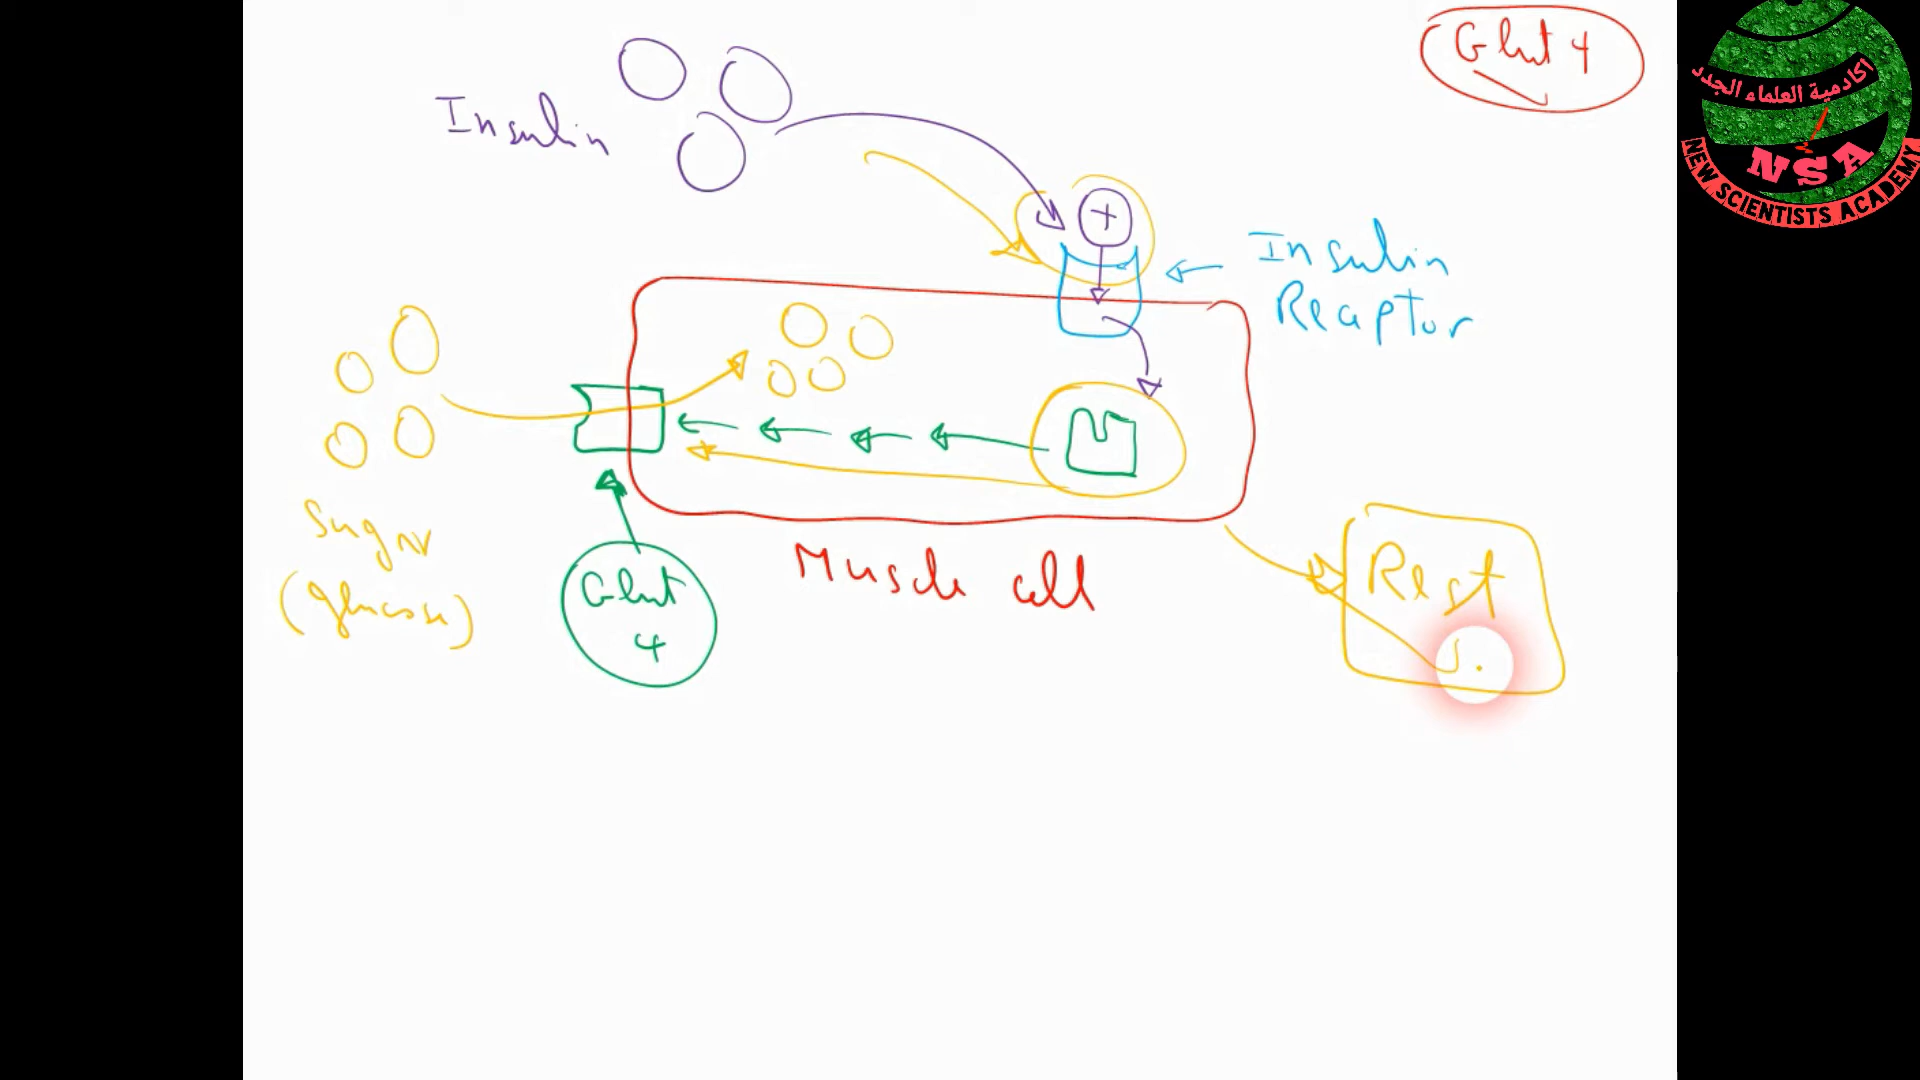 Glut 4
اكادمية العلماء الجدد
NSA
NEW SCIENTISTS ACADEMY
Insulin
+
Insulin
Receptor
Sugar
(glucose)
Glut
4
Muscle cell
Rest